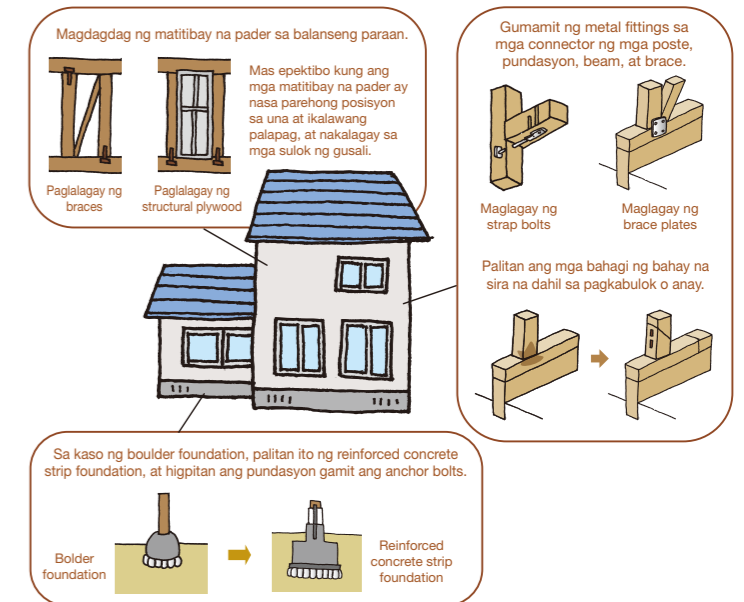 Magdagdag ng matitibay na pader sa balanseng paraan.
Mas epektibo kung ang
mga matitibay na pader ay
nasa parehong posisyon
sa una at ikalawang
palapag, at nakalagay sa
mga sulok ng gusali.
Paglalagay ng
braces
Paglalagay ng
structural plywood
Gumamit ng metal fittings sa
mga connector ng mga poste,
pundasyon, beam, at brace.
Maglagay ng
strap bolts
Maglagay ng
brace plates
Palitan ang mga bahagi ng bahay na
sira na dahil sa pagkabulok o anay.
Sa kaso ng boulder foundation, palitan ito ng reinforced concrete
strip foundation, at higpitan ang pundasyon gamit ang anchor bolts.
Bolder
foundation
Reinforced
concrete strip
foundation